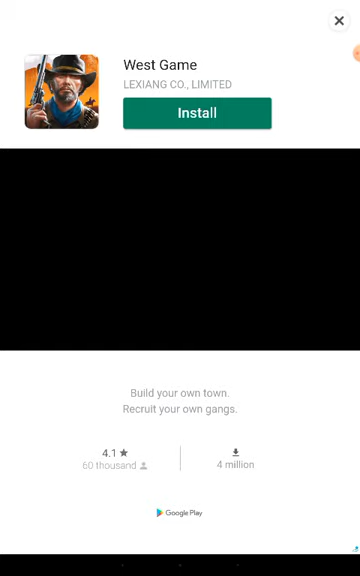 West Game
LEXIANG CO., LIMITED
Install
Build your own town.
Recruit your own gangs.
4.1
60 thousand
4 million
Google Play